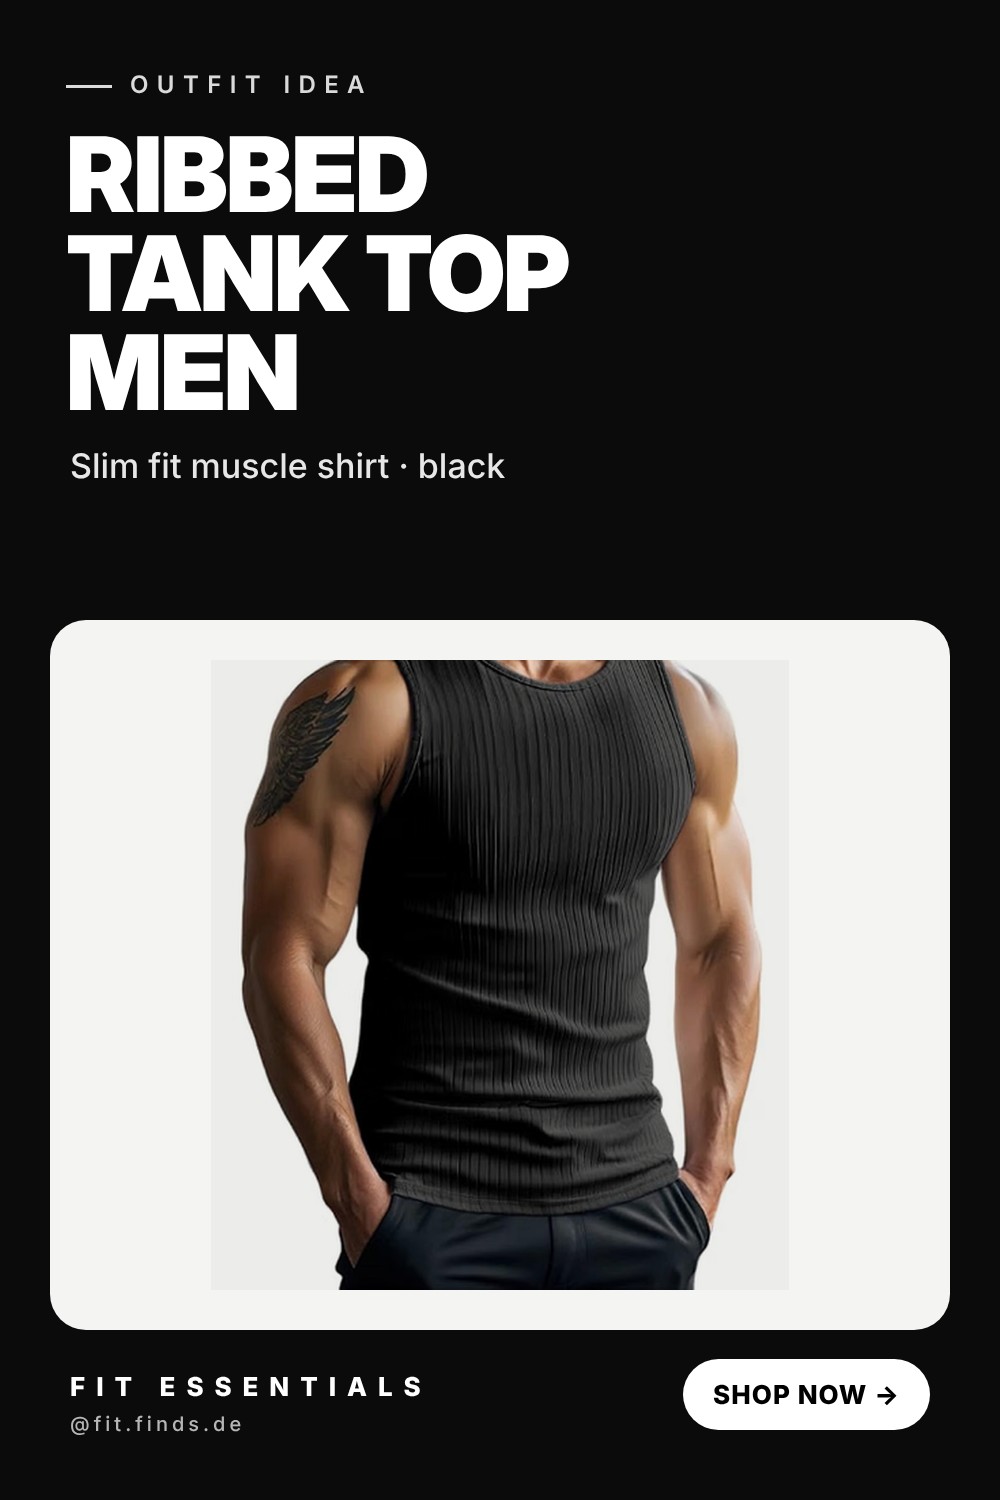 OUTFIT IDEA
RIBBED
TANK TOP
MEN
Slim fit muscle shirt · black
FIT ESSENTIALS
@fit.finds.de
SHOP NOW →